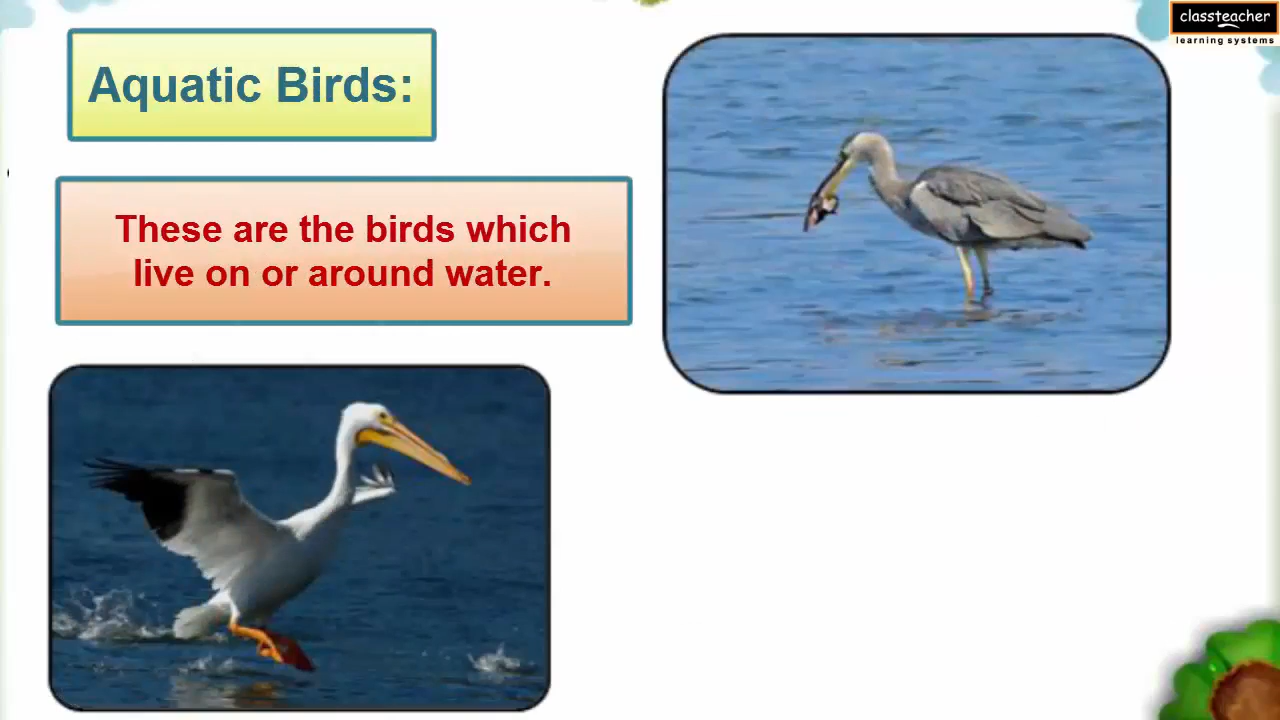 Aquatic Birds:
These are the birds which
live on or around water.
classteacher
learning systems